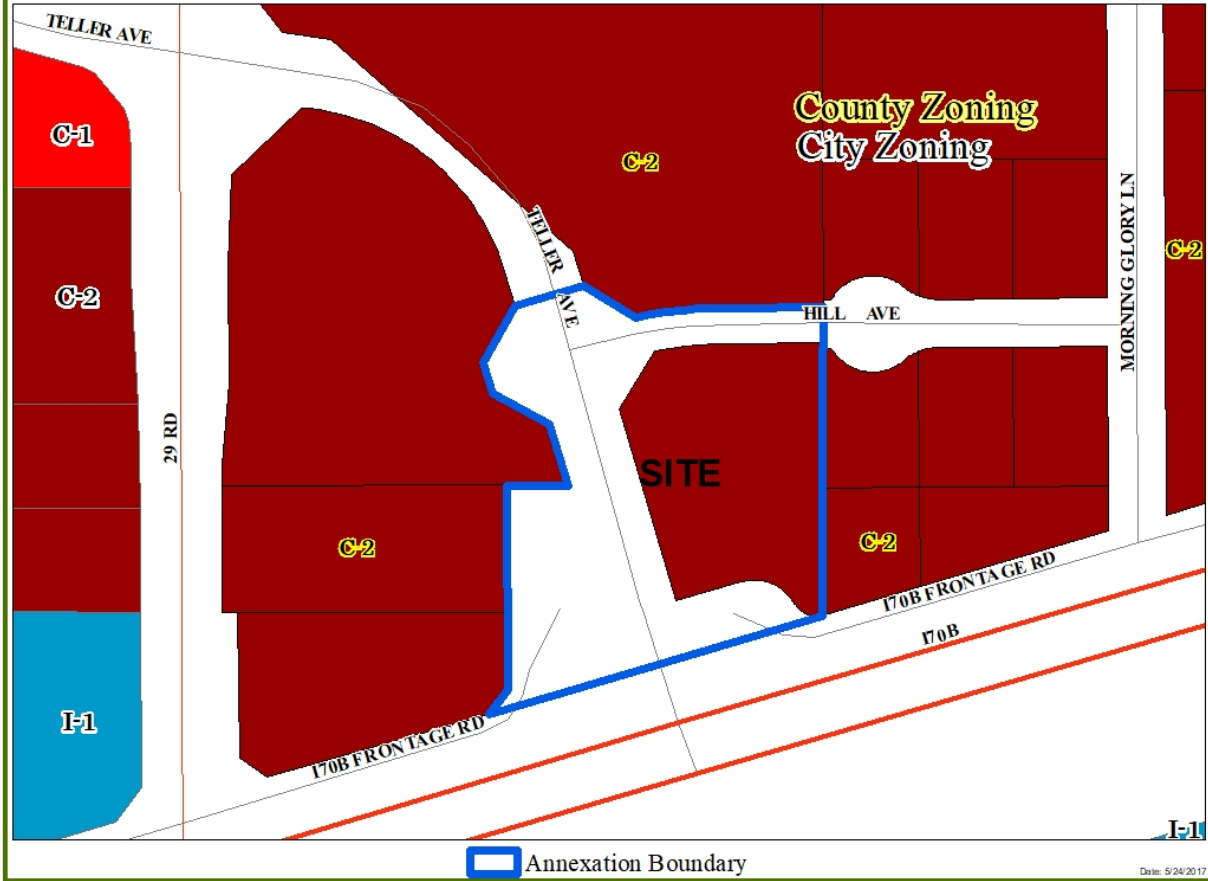 TELLER AVE
County Zoning
City Zoning
C-1
C-2
TELLER AVE
MORNING GLORY LN
C-2
C-2
HILL AVE
29 RD
SITE
C-2
C-2
I70B FRONTAGE RD
I70B
I-1
I70B FRONTAGE RD
I-1
Annexation Boundary
Date: 5/24/2017